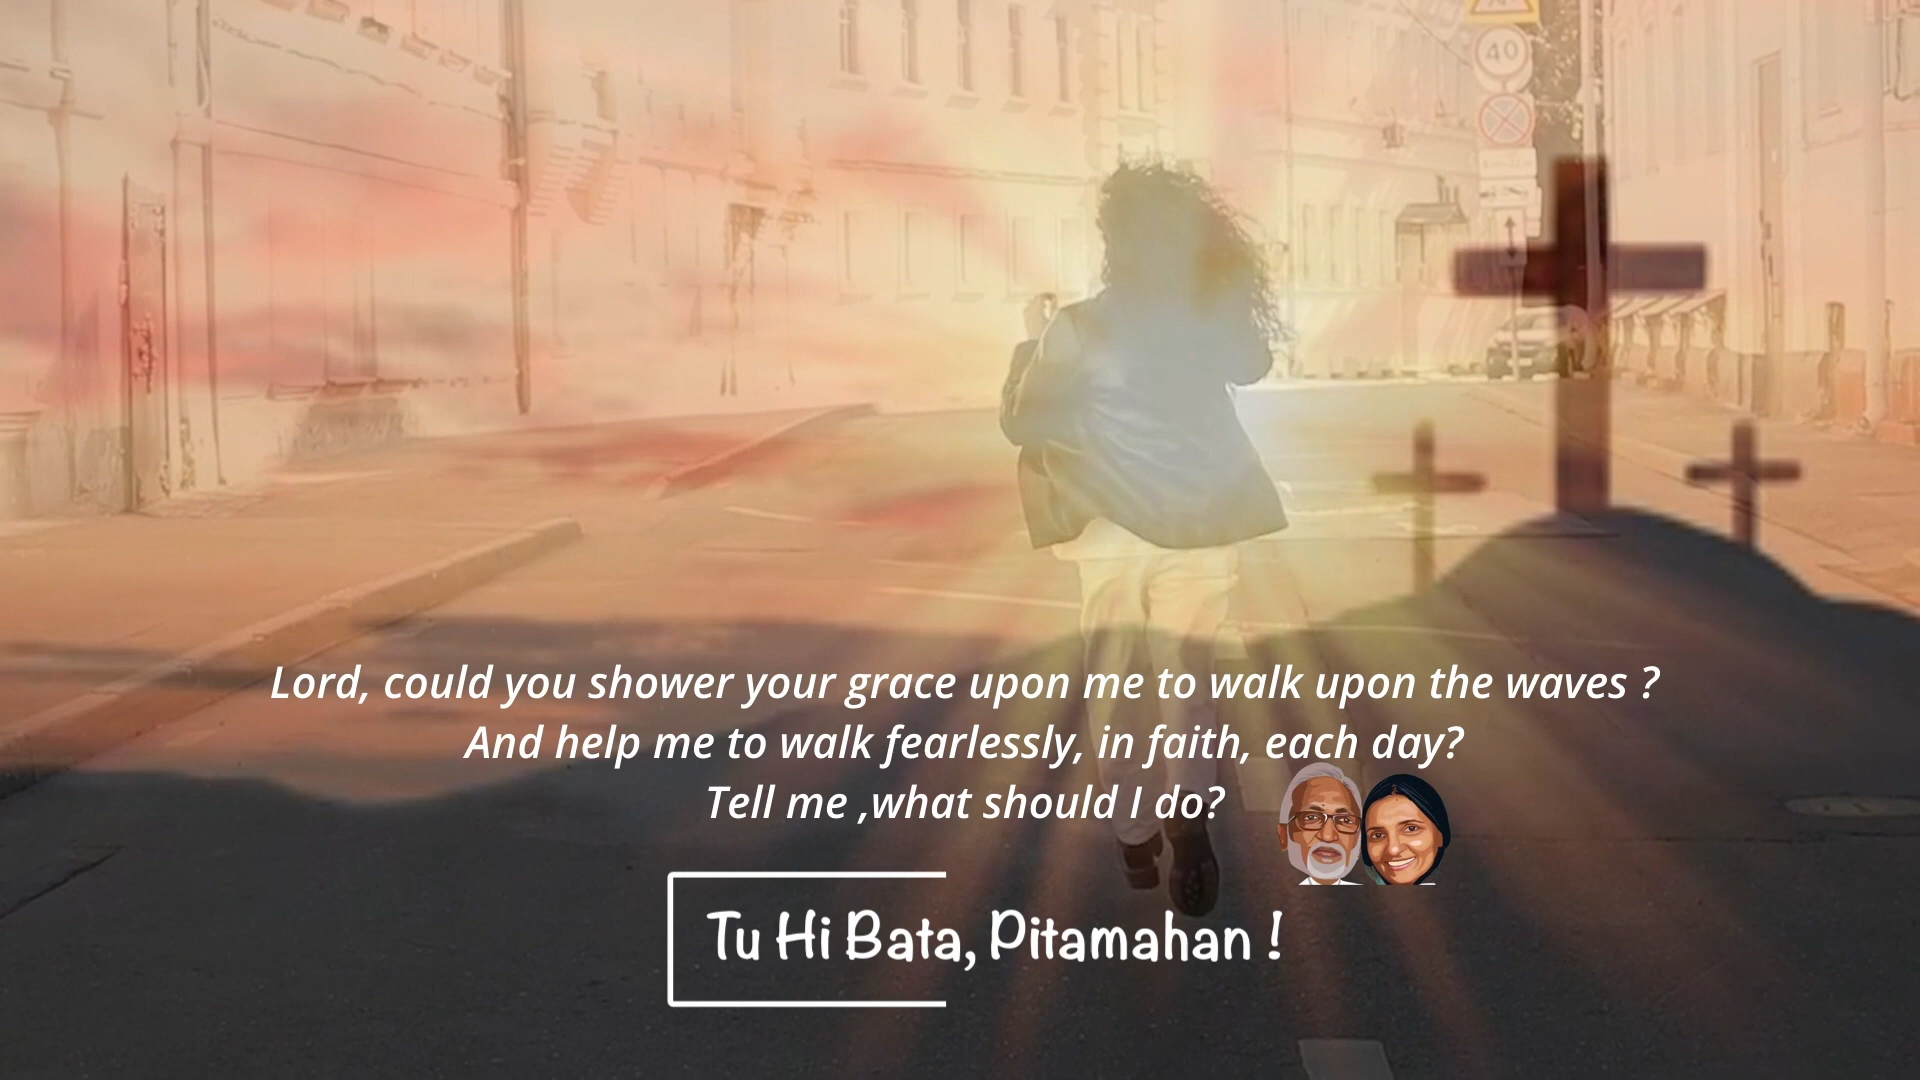 40
Lord, could you shower your grace upon me to walk upon the waves ?
And help me to walk fearlessly, in faith, each day?
Tell me ,what should I do?
Tu Hi Bata, Pitamahan !